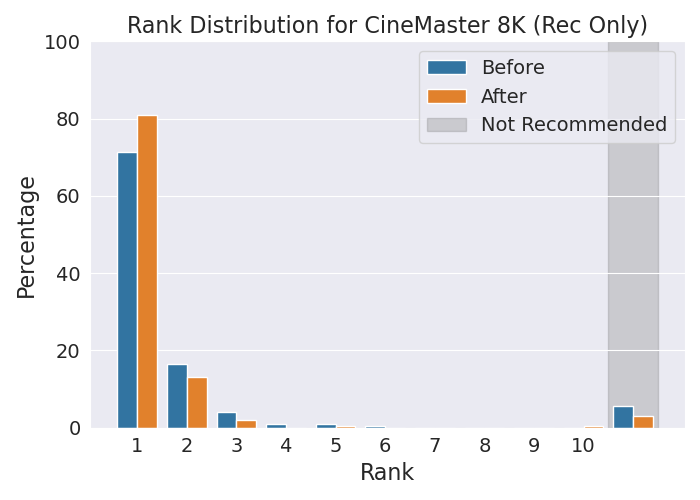 Rank Distribution for CineMaster 8K (Rec Only)
100
80
60
40
20
0
Percentage
Before
After
Not Recommended
1 2 3 4 5 6 7 8 9 10
Rank